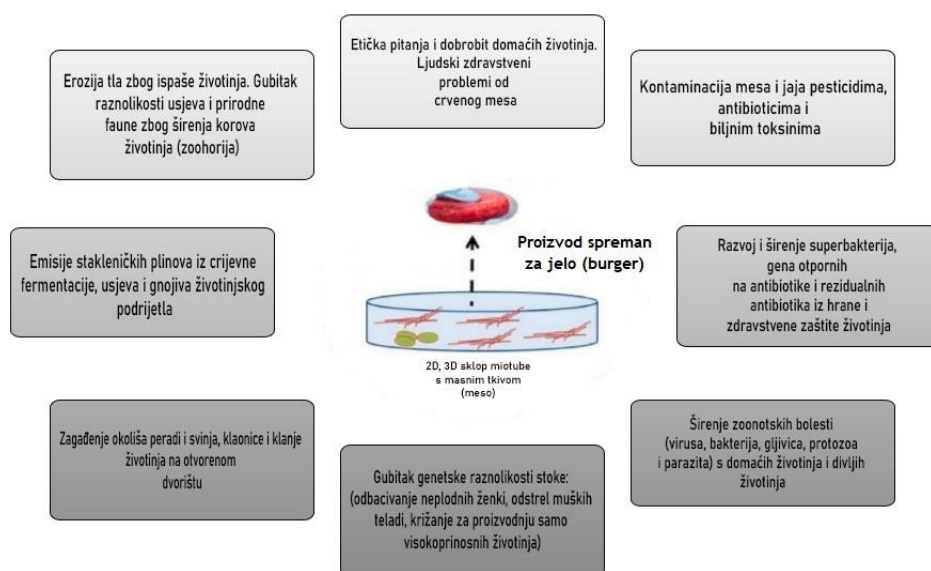 Etička pitanja i dobrobit domaćih životinja.
Ljudski zdravstveni
problemi od
crvenog mesa
Erozija tla zbog ispaše životinja. Gubitak
raznolikosti usjeva i prirodne
faune zbog širenja korova
životinja (zoohorija)
Kontaminacija mesa i jaja pesticidima,
antibioticima i
biljnim toksinima
Emisije stakleničkih plinova iz crijevne
fermentacije, usjeva i gnojiva životinjskog
podrijetla
Proizvod spreman
za jelo (burger)
Razvoj i širenje superbakterija,
gena otpornih
na antibiotike i rezidualnih
antibiotika iz hrane i
zdravstvene zaštite životinja
2D, 3D sklop miotube
s masnim tkivom
(meso)
Zagađenje okoliša peradi i svinja, klaonice i klanje
životinja na otvorenom
dvorištu
Gubitak genetske raznolikosti stoke:
(odbacivanje neplodnih ženki, odstrel muških
teladi, križanje za proizvodnju samo
visokoprinosnih životinja)
Širenje zoonotskih bolesti
(virusa, bakterija, gljivica, protozoa
i parazita) s domaćih životinja i divljih
životinja